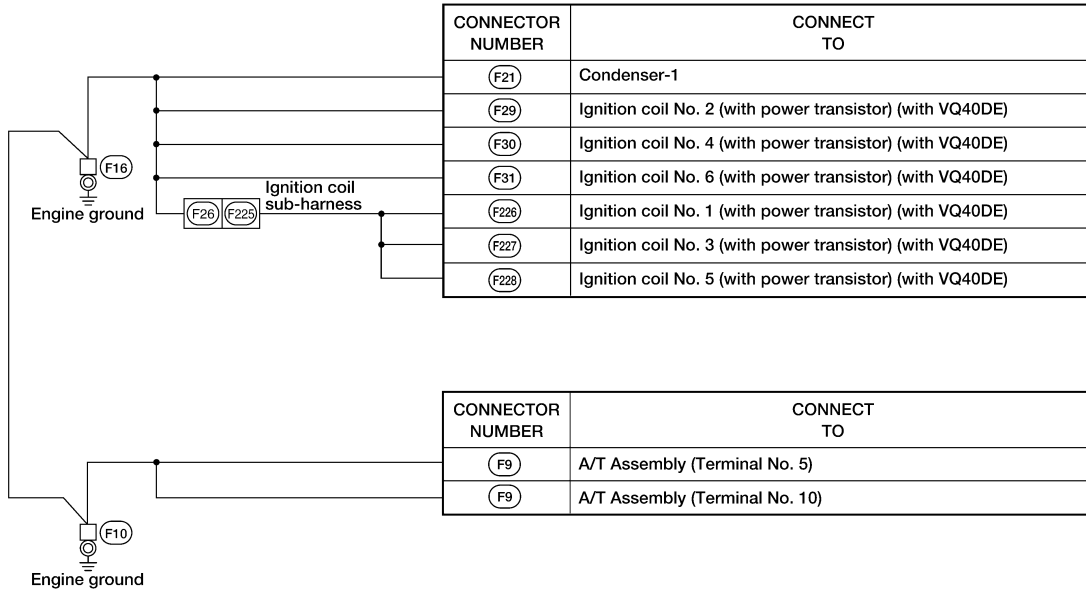 CONNECTOR NUMBER CONNECT TO
F21 Condenser-1
F29 Ignition coil No. 2 (with power transistor) (with VQ40DE)
F30 Ignition coil No. 4 (with power transistor) (with VQ40DE)
F16
F31 Ignition coil No. 6 (with power transistor) (with VQ40DE)
Ignition coil
sub-harness
Engine ground
F26 F225
F226 Ignition coil No. 1 (with power transistor) (with VQ40DE)
F227 Ignition coil No. 3 (with power transistor) (with VQ40DE)
F228 Ignition coil No. 5 (with power transistor) (with VQ40DE)
CONNECTOR NUMBER CONNECT TO
F9 A/T Assembly (Terminal No. 5)
F9 A/T Assembly (Terminal No. 10)
F10
Engine ground